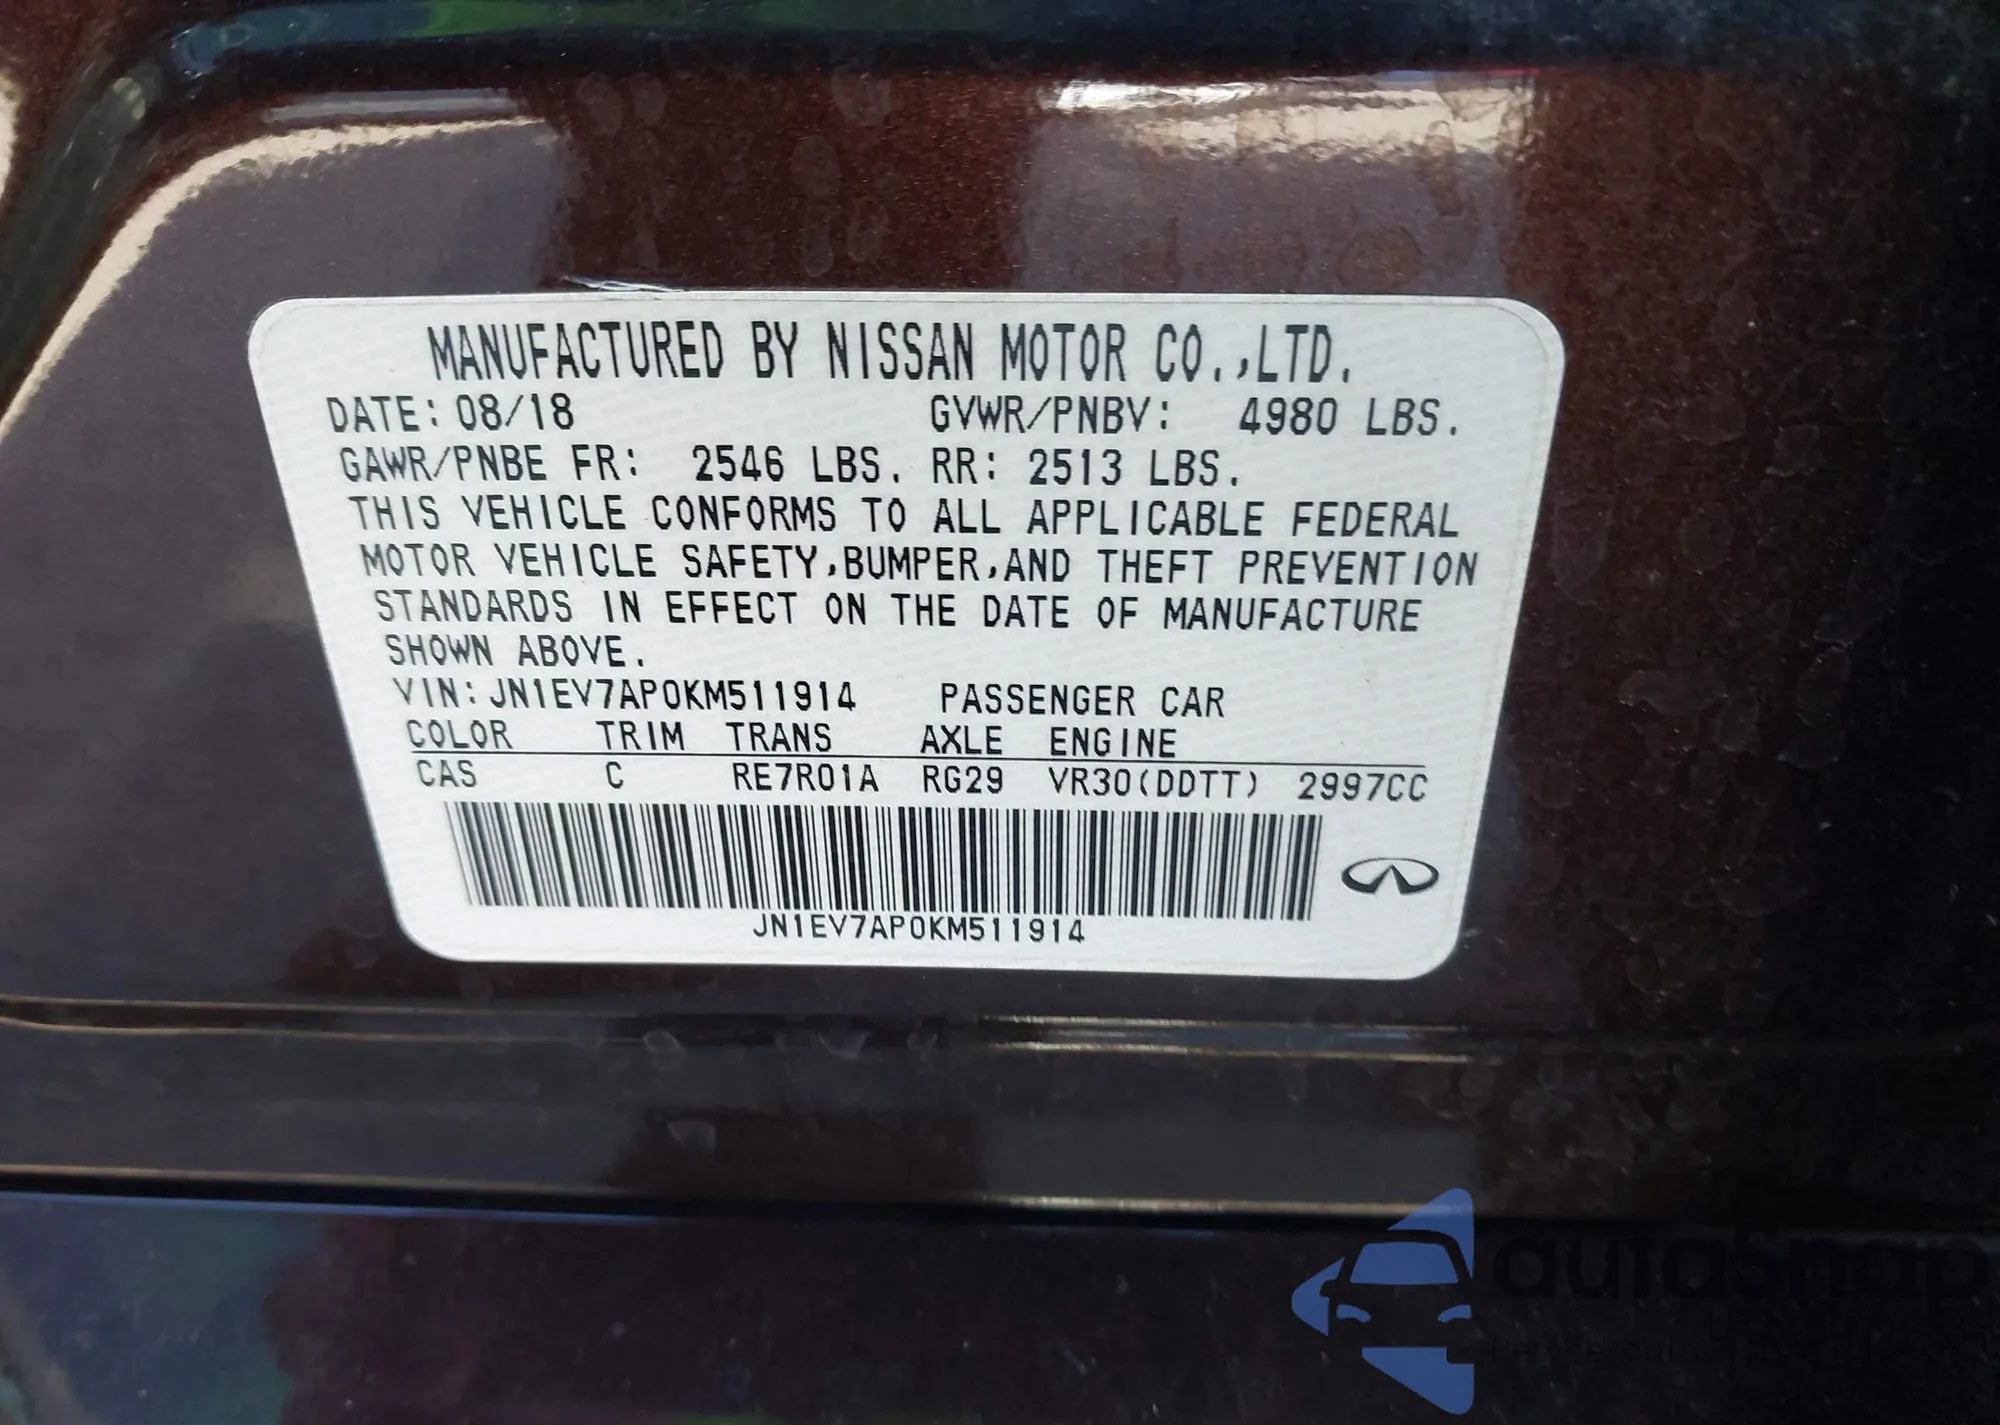 MANUFACTURED BY NISSAN MOTOR CO.,LTD.
DATE: 08/18 GVWR/PNBV: 4980 LBS.
GAWR/PNBE FR: 2546 LBS. RR: 2513 LBS.
THIS VEHICLE CONFORMS TO ALL APPLICABLE FEDERAL
MOTOR VEHICLE SAFETY,BUMPER,AND THEFT PREVENTION
STANDARDS IN EFFECT ON THE DATE OF MANUFACTURE
SHOWN ABOVE.
VIN: JN1EV7AP0KM511914 PASSENGER CAR
COLOR TRIM TRANS AXLE ENGINE
CAS C RE7R01A RG29 VR30(DDTT) 2997CC
JN1EV7AP0KM511914
autasnap